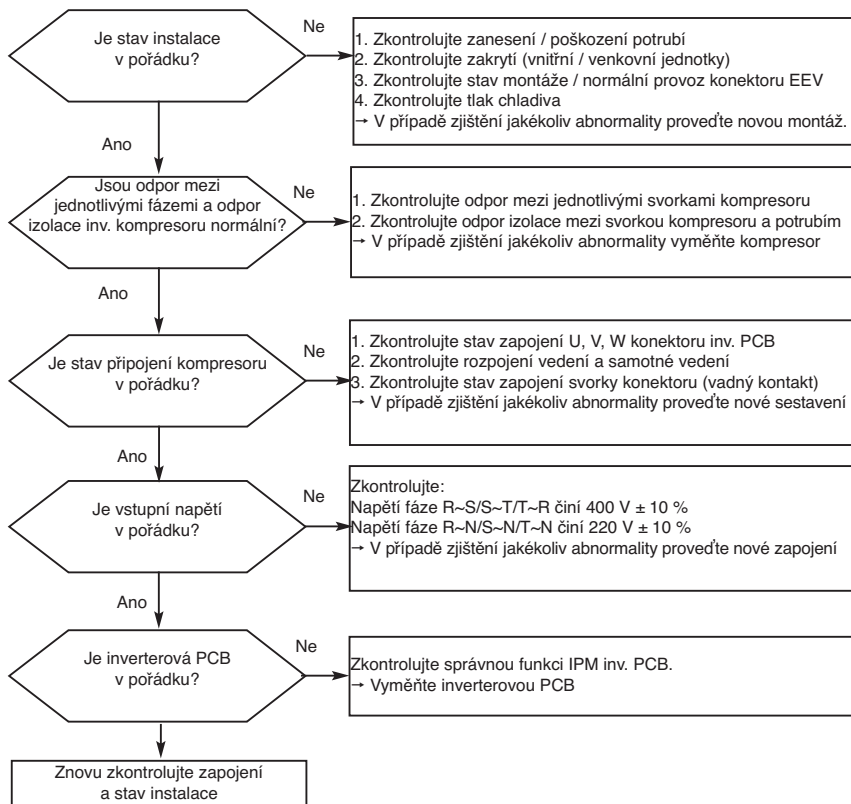 Je stav instalace
v pořádku?
Ne
1. Zkontrolujte zanesení / poškození potrubí
2. Zkontrolujte zakrytí (vnitřní / venkovní jednotky)
3. Zkontrolujte stav montáže / normální provoz konektoru EEV
4. Zkontrolujte tlak chladiva
→ V případě zjištění jakékoliv abnormality proveďte novou montáž.
Ano
Jsou odpor mezi
jednotlivými fázemi a odpor
izolace inv. kompresoru normální?
Ne
1. Zkontrolujte odpor mezi jednotlivými svorkami kompresoru
2. Zkontrolujte odpor izolace mezi svorkou kompresoru a potrubím
→ V případě zjištění jakékoliv abnormality vyměňte kompresor
Ano
Je stav připojení kompresoru
v pořádku?
Ne
1. Zkontrolujte stav zapojení U, V, W konektoru inv. PCB
2. Zkontrolujte rozpojení vedení a samotné vedení
3. Zkontrolujte stav zapojení svorky konektoru (vadný kontakt)
→ V případě zjištění jakékoliv abnormality proveďte nové sestavení
Ano
Je vstupní napětí
v pořádku?
Ne
Zkontrolujte:
Napětí fáze R~S/S~T/T~R činí 400 V ± 10 %
Napětí fáze R~N/S~N/T~N činí 220 V ± 10 %
→ V případě zjištění jakékoliv abnormality proveďte nové zapojení
Ano
Je inverterová PCB
v pořádku?
Ne
Zkontrolujte správnou funkci IPM inv. PCB.
→ Vyměňte inverterovou PCB
Znovu zkontrolujte zapojení
a stav instalace